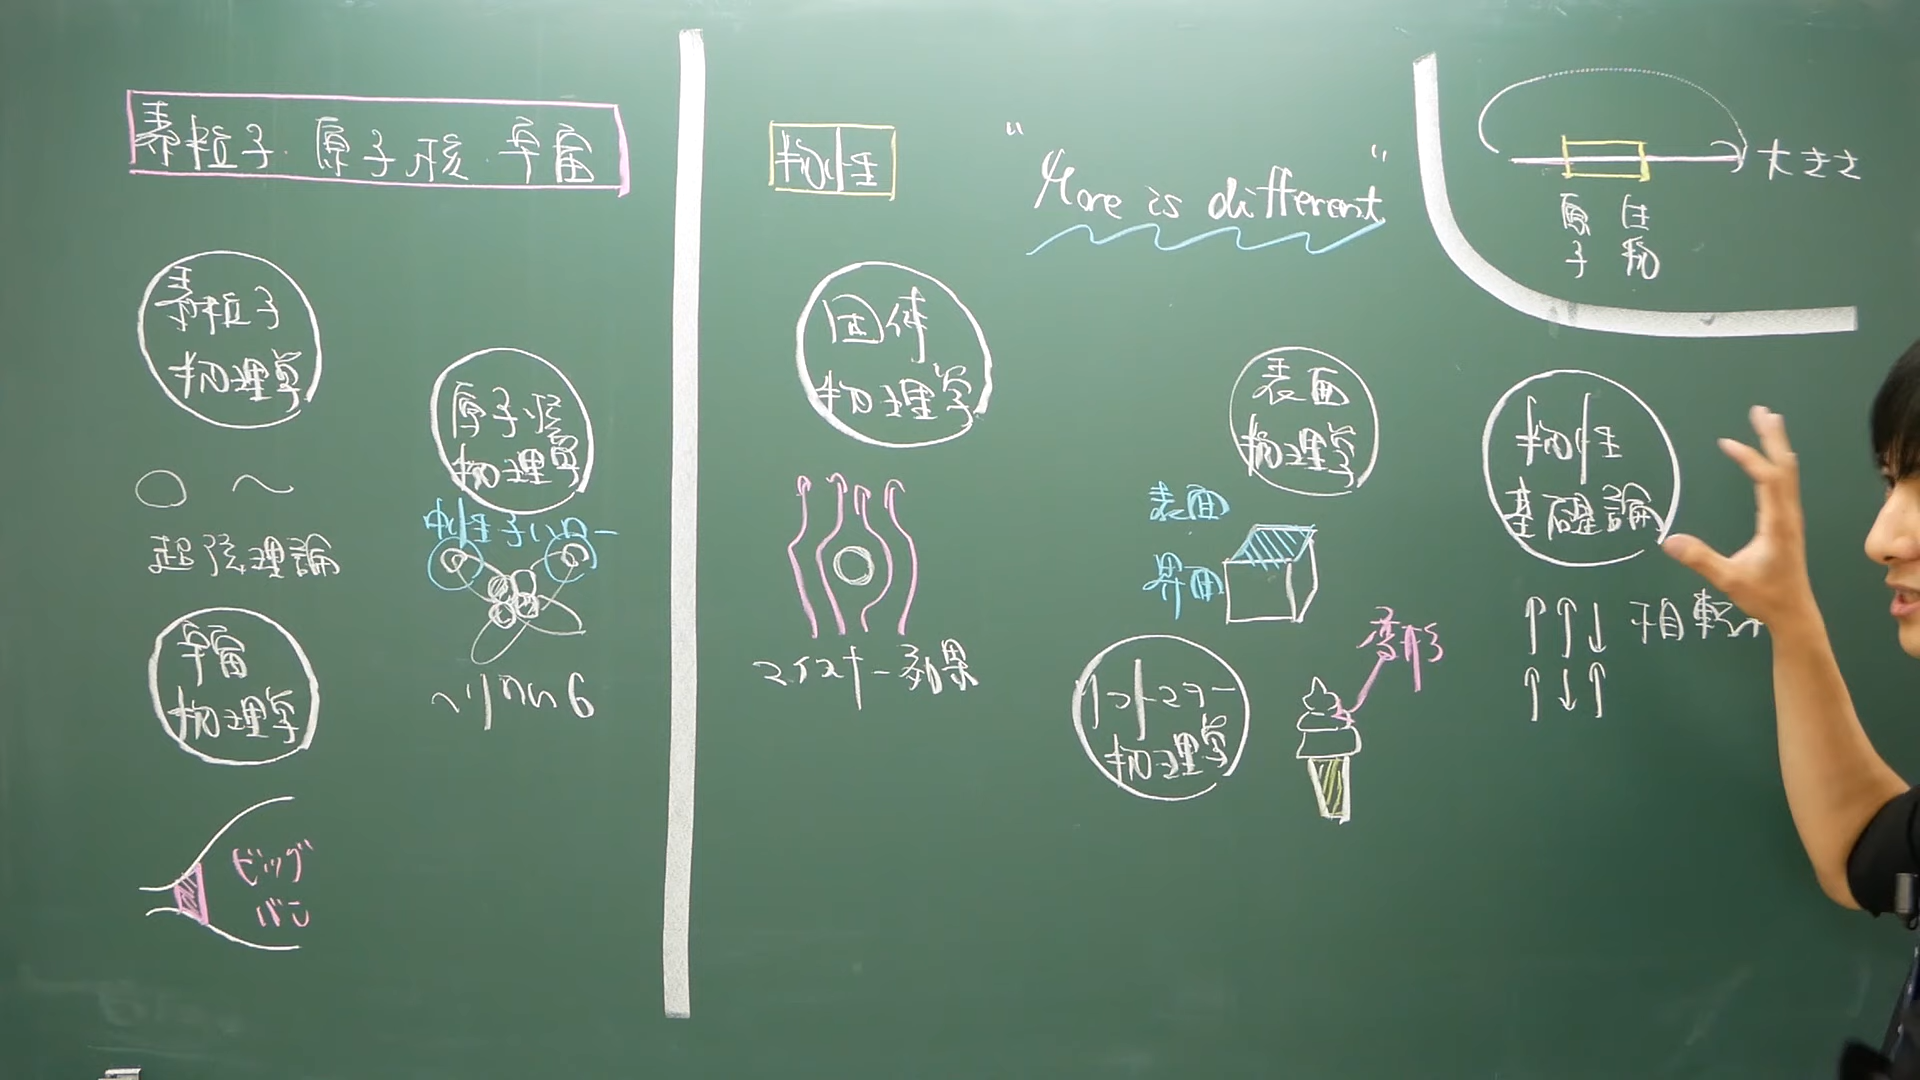 素粒子・原子核・宇宙
素粒子
物理学
超弦理論
宇宙
物理学
ビッグ
バン
原子核
物理学
中性子ハロー
ヘリウム6
物性
"More is different"
固体
物理学
マイスナー効果
表面
物理学
表面
界面
ソフトマター
物理学
変形
大きさ
原子
生物
物性
基礎論
相転移